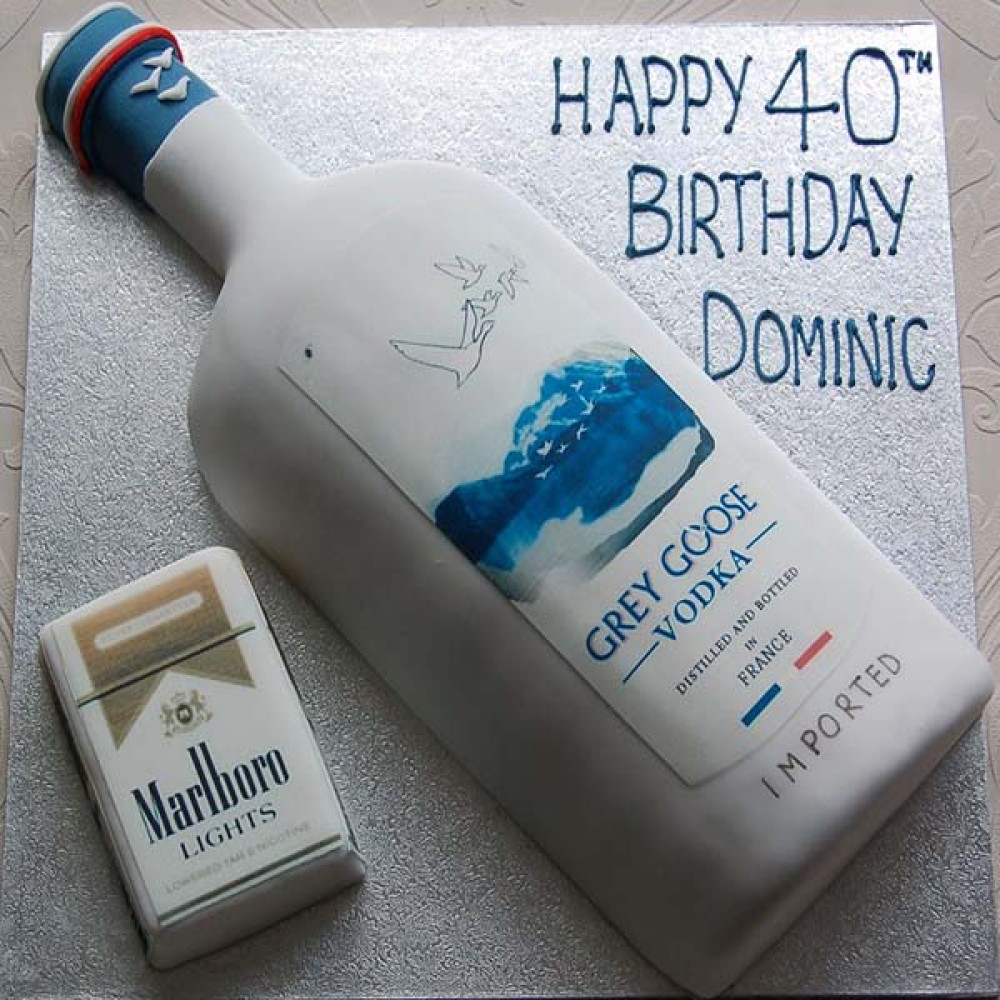 HAPPY 40TH
BIRTHDAY
DOMINIC
GREY GOOSE
VODKA
DISTILLED AND BOTTLED
IN
FRANCE
IMPORTED
Marlboro
LIGHTS
LOWERED TAR & NICOTINE